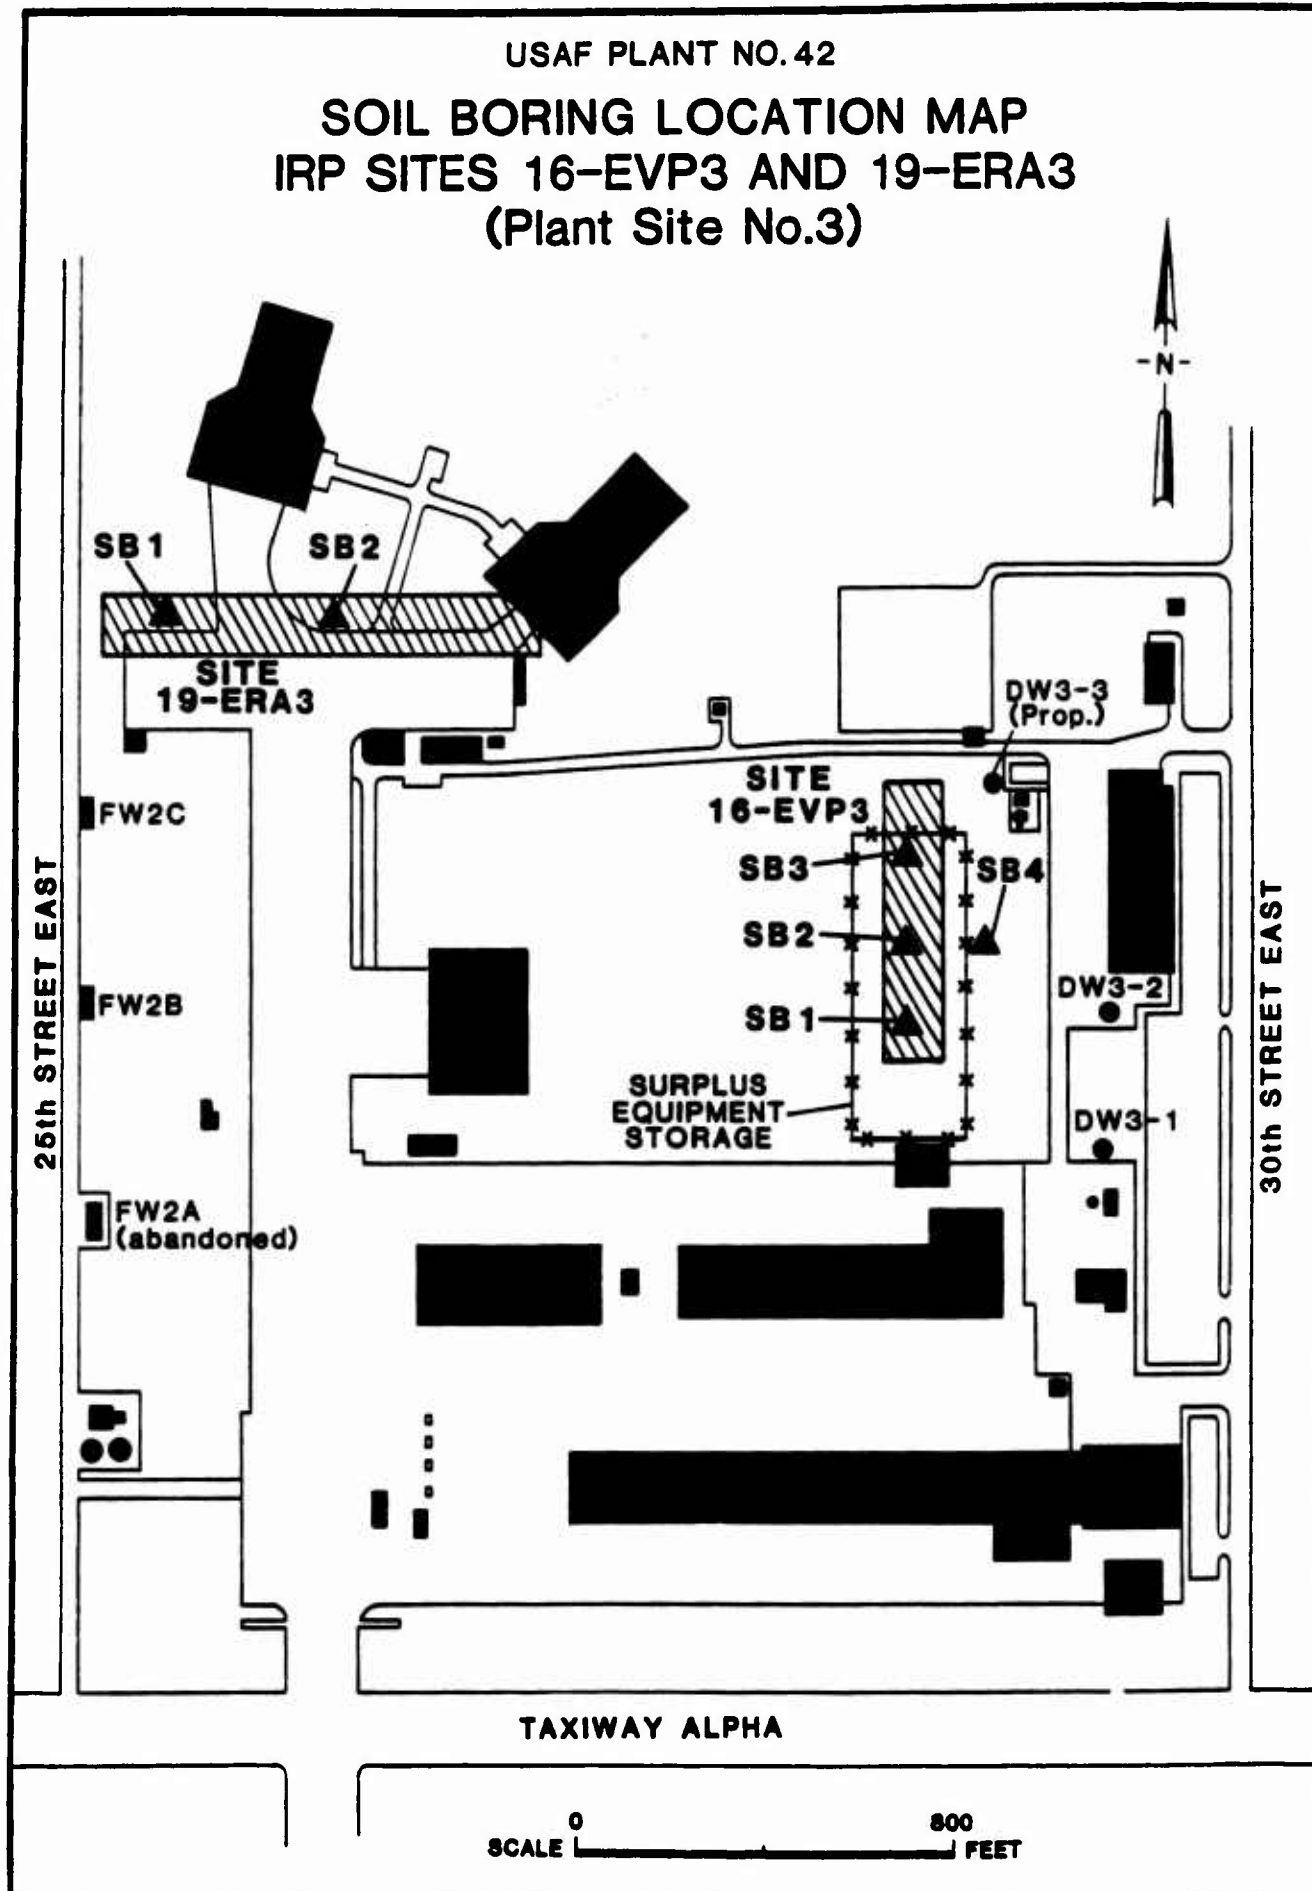 USAF PLANT NO. 42
SOIL BORING LOCATION MAP
IRP SITES 16-EVP3 AND 19-ERA3
(Plant Site No.3)
-N-
SB1
SB2
SITE
19-ERA3
DW3-3
(Prop.)
SITE
16-EVP3
FW2C
SB3
SB4
SB2
FW2B
DW3-2
SB1
25th STREET EAST
30th STREET EAST
SURPLUS
EQUIPMENT
STORAGE
DW3-1
FW2A
(abandoned)
TAXIWAY ALPHA
0 800
SCALE FEET